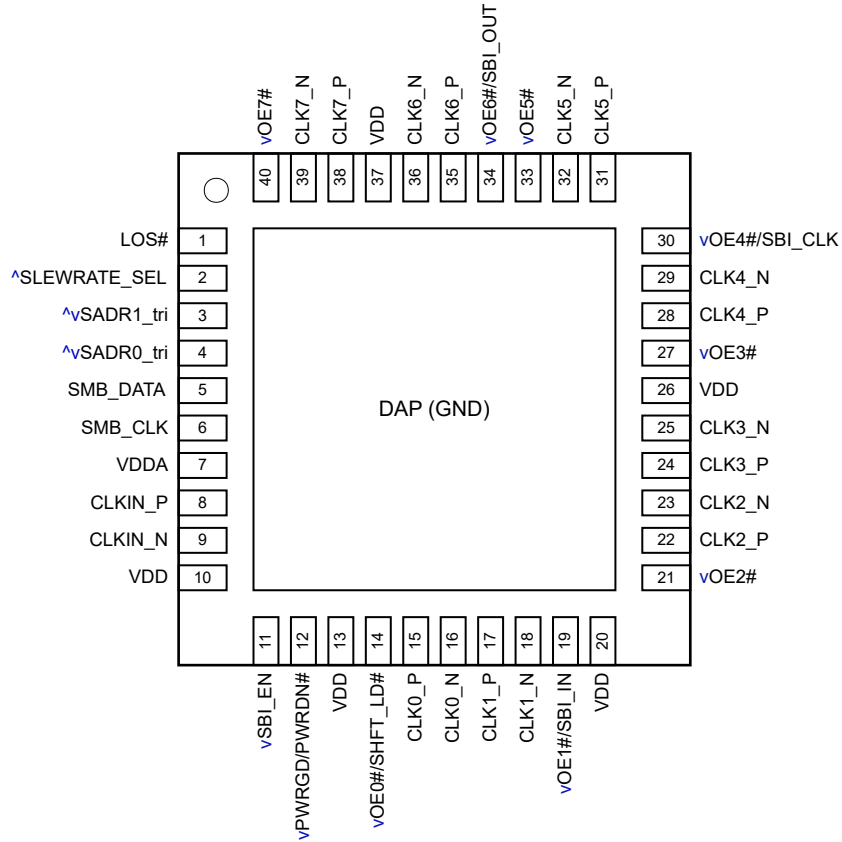 vOE7#
CLK7_N
CLK7_P
VDD
CLK6_N
CLK6_P
vOE6#/SBI_OUT
vOE5#
CLK5_N
CLK5_P
40
39
38
37
36
35
34
33
32
31
LOS# 1
^SLEWRATE_SEL 2
^vSADR1_tri 3
^vSADR0_tri 4
SMB_DATA 5
SMB_CLK 6
VDDA 7
CLKIN_P 8
CLKIN_N 9
VDD 10
DAP (GND)
30 vOE4#/SBI_CLK
29 CLK4_N
28 CLK4_P
27 vOE3#
26 VDD
25 CLK3_N
24 CLK3_P
23 CLK2_N
22 CLK2_P
21 vOE2#
11
12
13
14
15
16
17
18
19
20
vSBI_EN
vPWRGD/PWRDN#
VDD
vOE0#/SHFT_LD#
CLK0_P
CLK0_N
CLK1_P
CLK1_N
vOE1#/SBI_IN
VDD